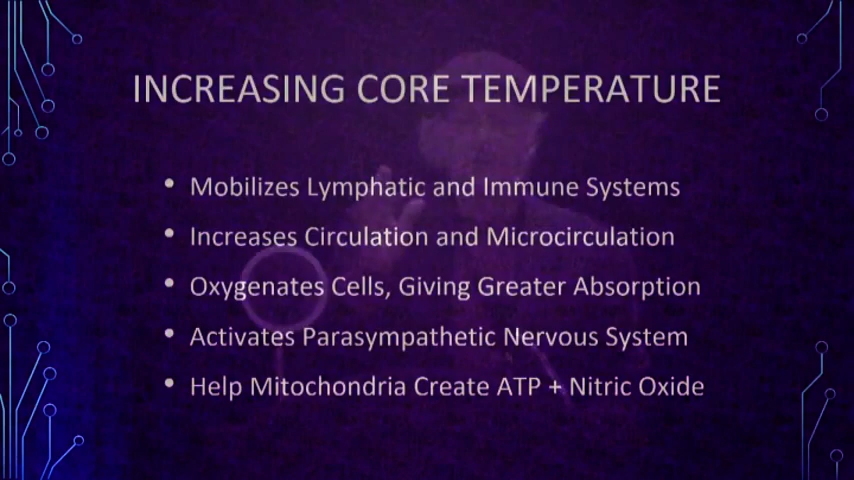 INCREASING CORE TEMPERATURE
• Mobilizes Lymphatic and Immune Systems
• Increases Circulation and Microcirculation
• Oxygenates Cells, Giving Greater Absorption
• Activates Parasympathetic Nervous System
• Help Mitochondria Create ATP + Nitric Oxide